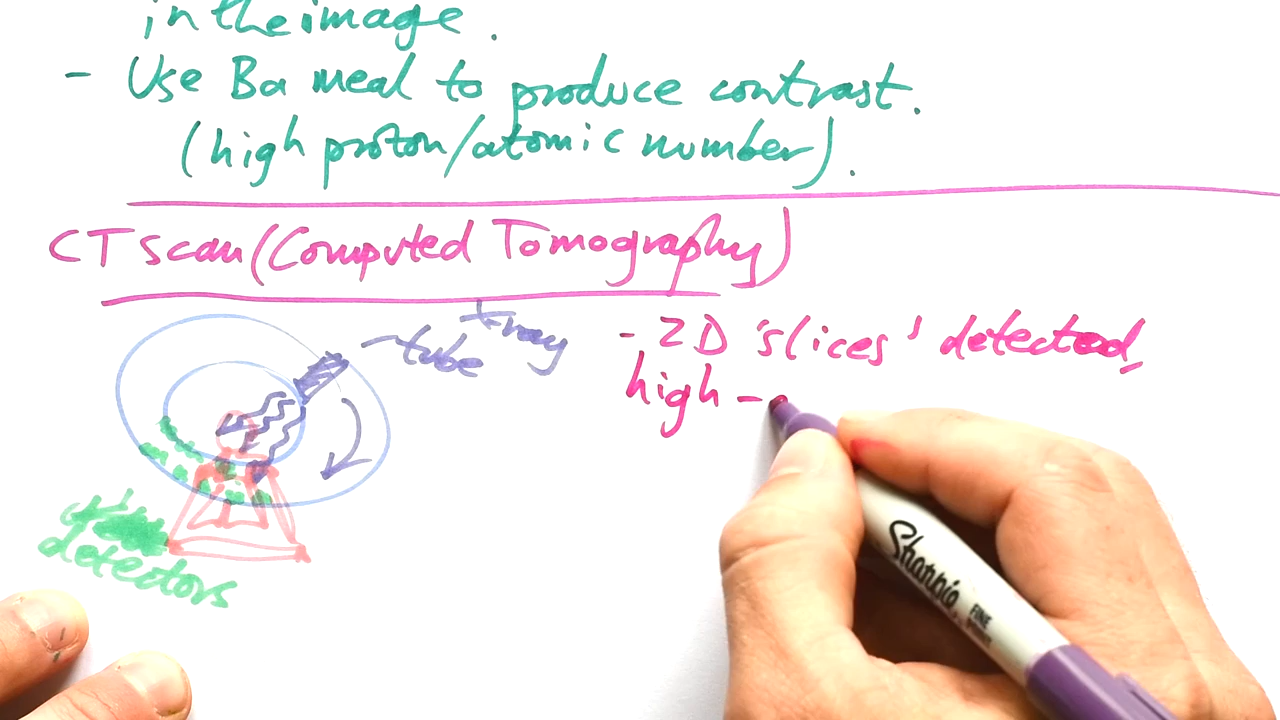 in the image.
- Use Ba meal to produce contrast.
(high proton/atomic number).
CT scan (Computed Tomography)
x-ray
tube
- 2D 'slices' detected,
high -
detectors
Sharpie.
FINE